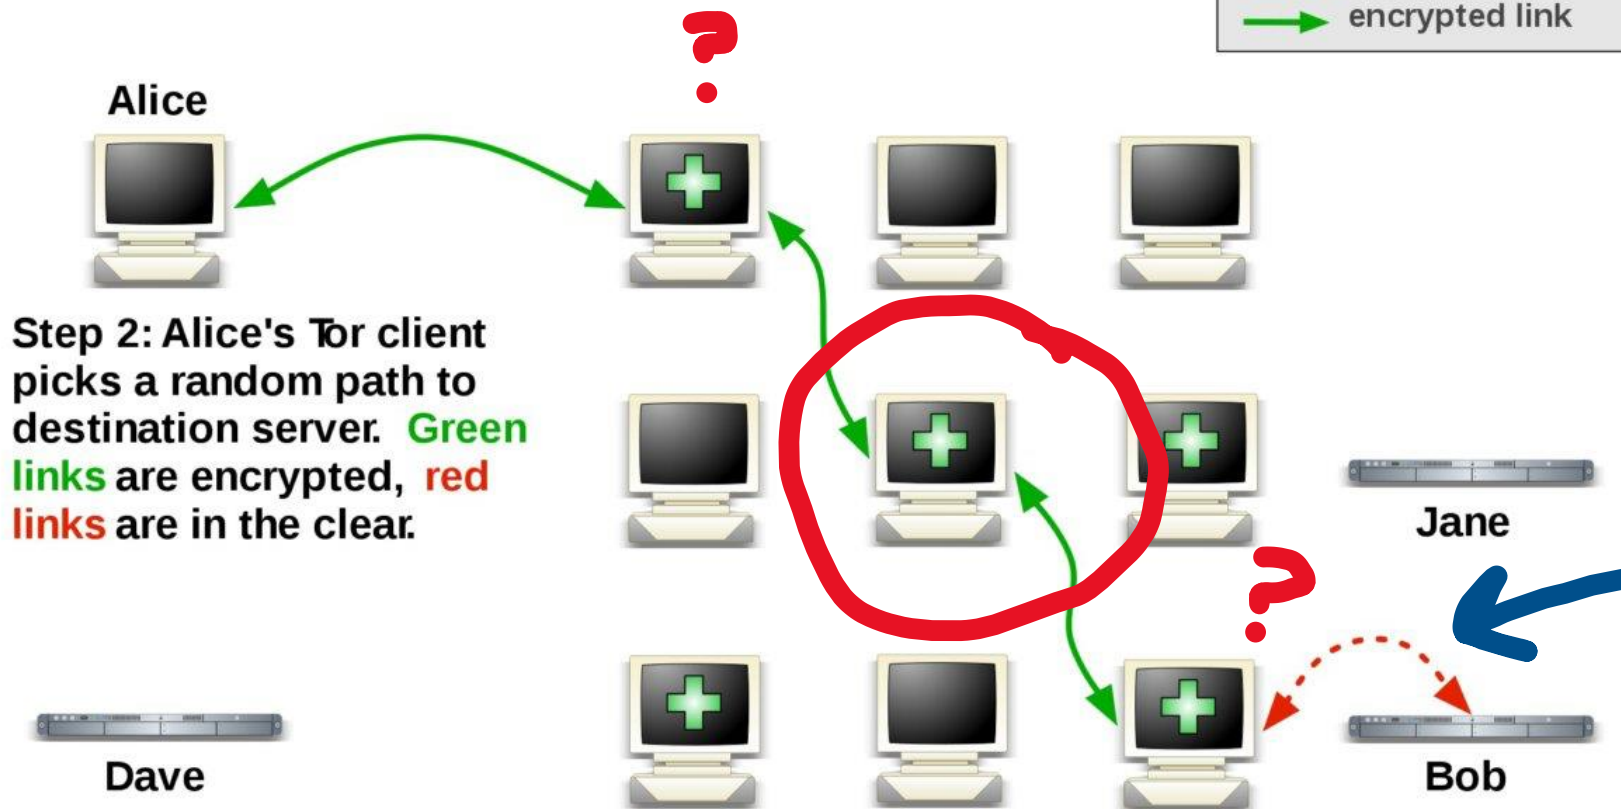 encrypted link
Alice
?
Step 2: Alice's Tor client
picks a random path to
destination server. Green
links are encrypted, red
links are in the clear.
Jane
?
Dave
Bob